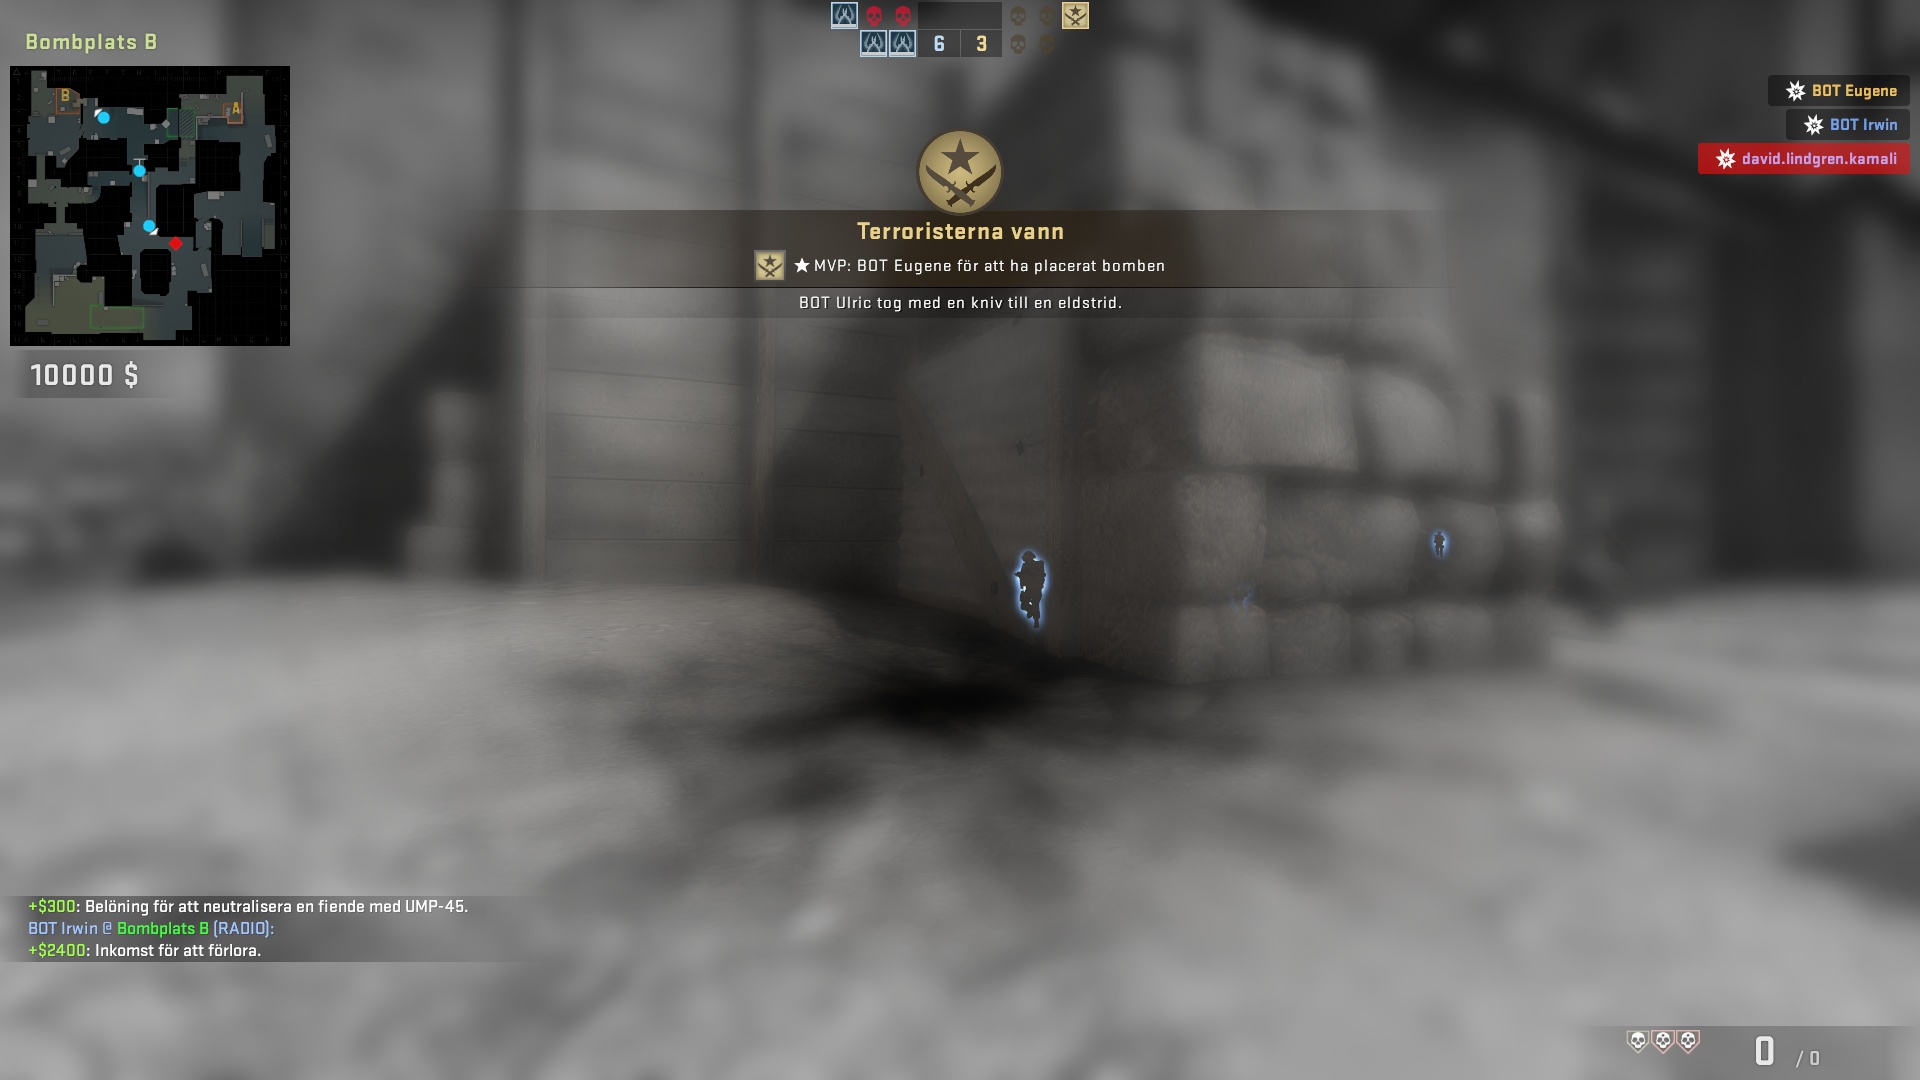 6 3
Bombplats B
B
A
10000 $
BOT Eugene
BOT Irwin
david.lindgren.kamali
Terroristerna vann
MVP: BOT Eugene för att ha placerat bomben
BOT Ulric tog med en kniv till en eldstrid.
+$300: Belöning för att neutralisera en fiende med UMP-45.
BOT Irwin @ Bombplats B (RADIO):
+$2400: Inkomst för att förlora.
0 / 0